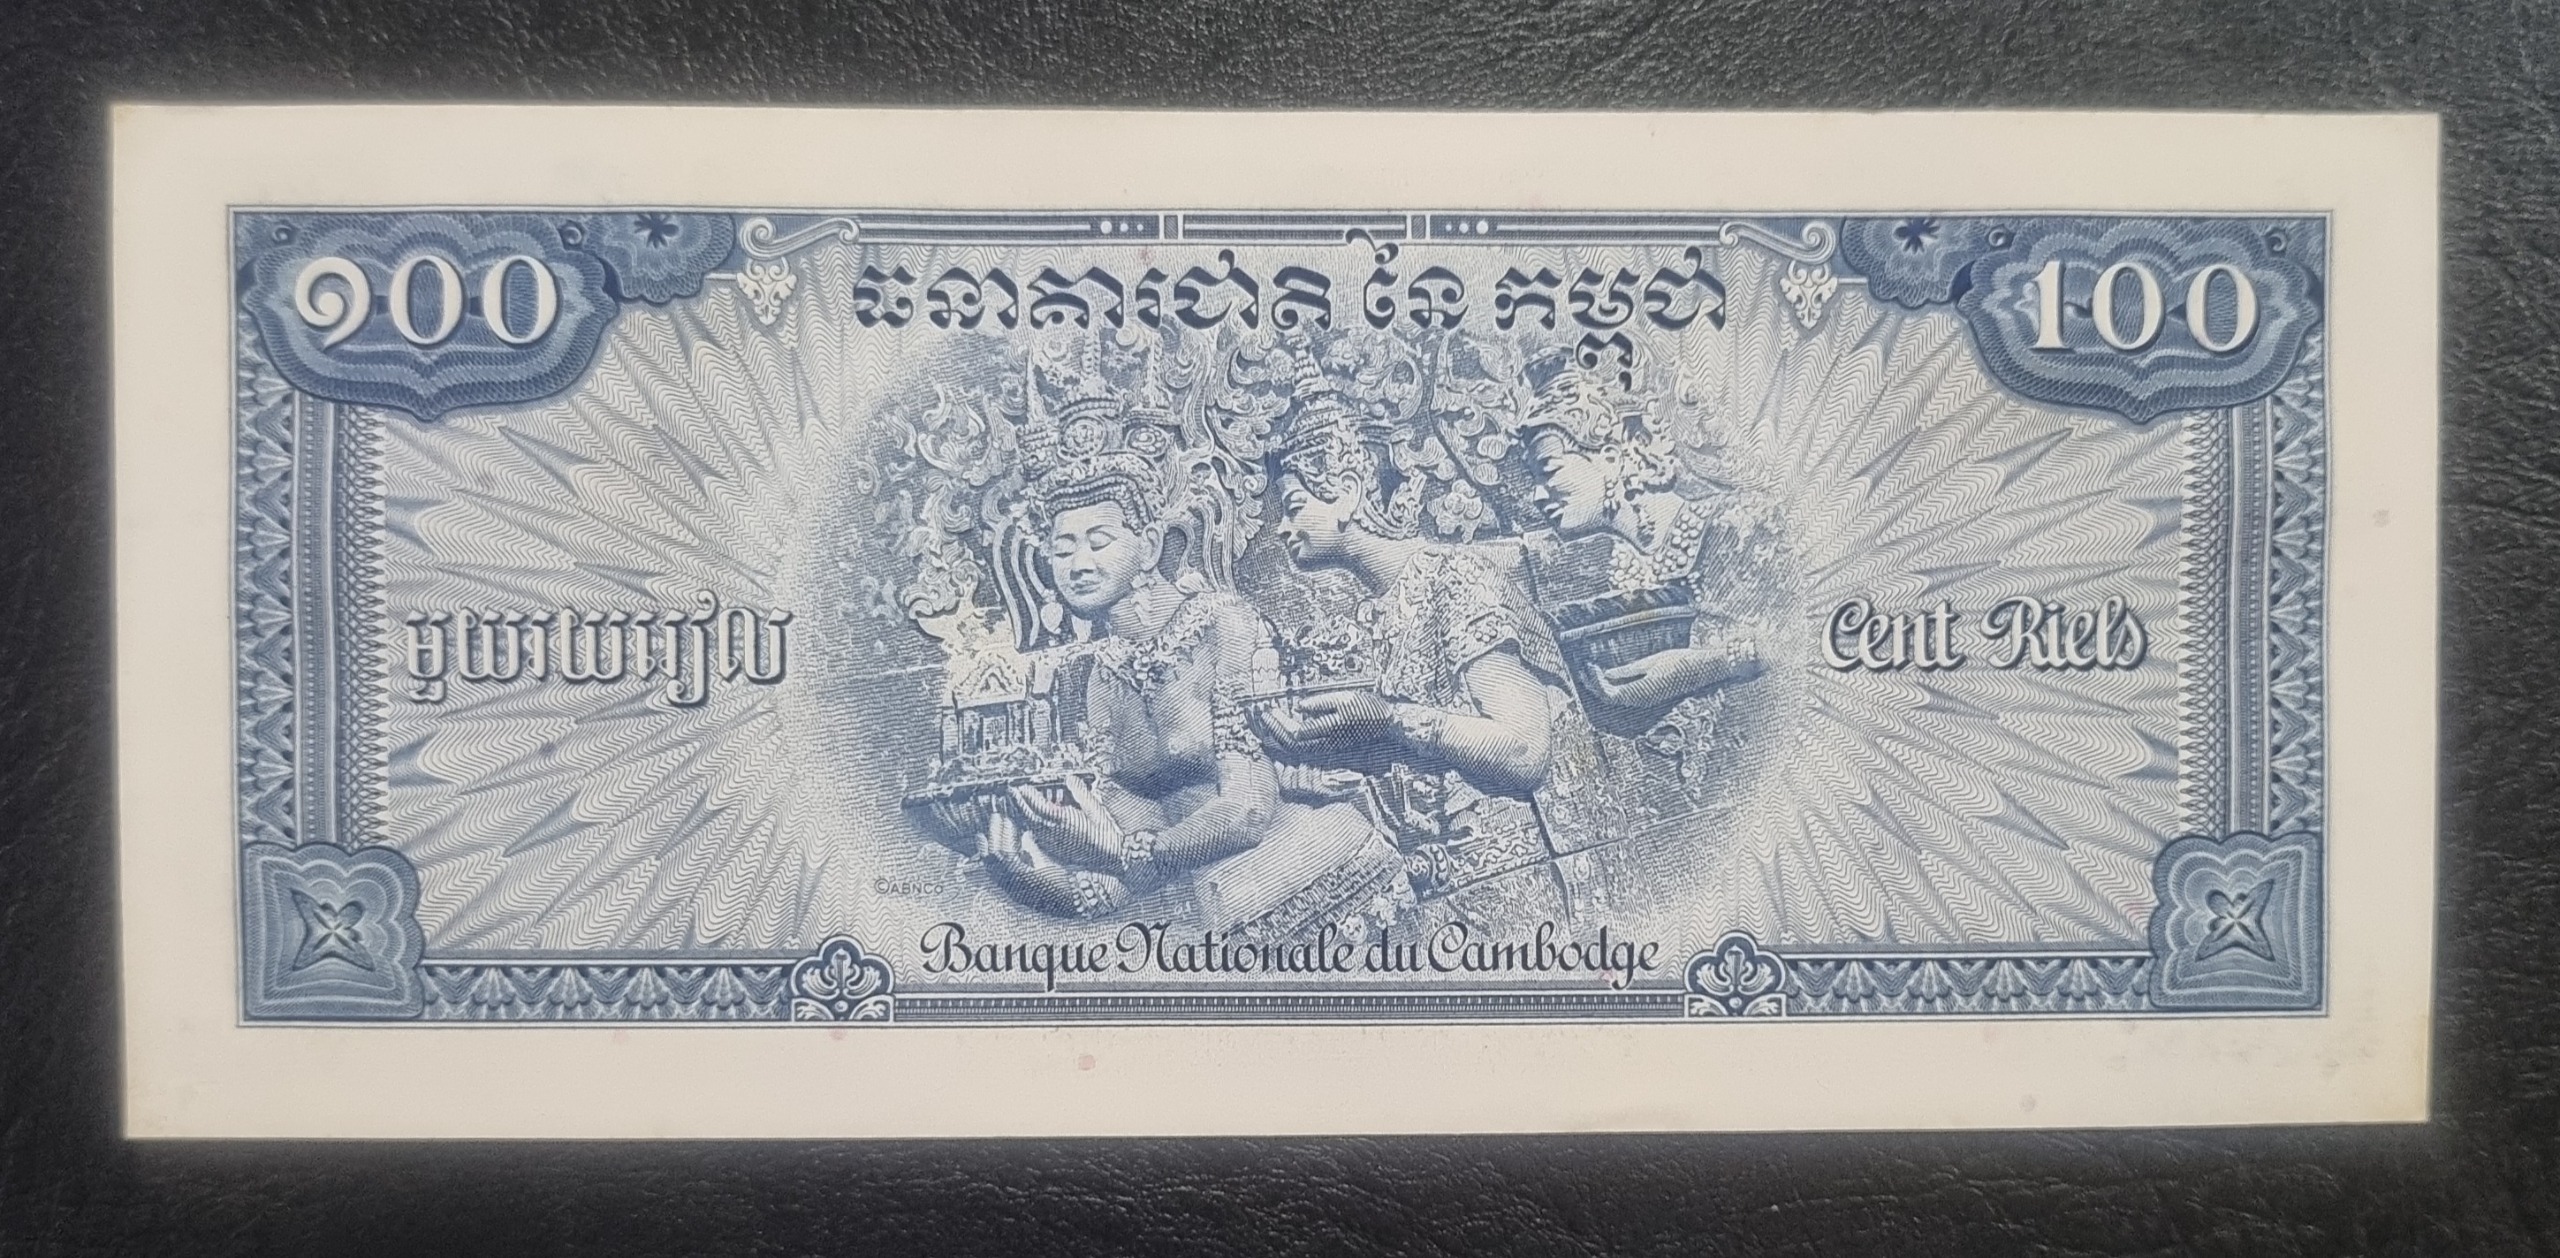 ១០០
ធនាគារជាតិ នៃ កម្ពុជា
100
មួយរយរៀល
Cent Riels
©ABNCo
Banque Nationale du Cambodge